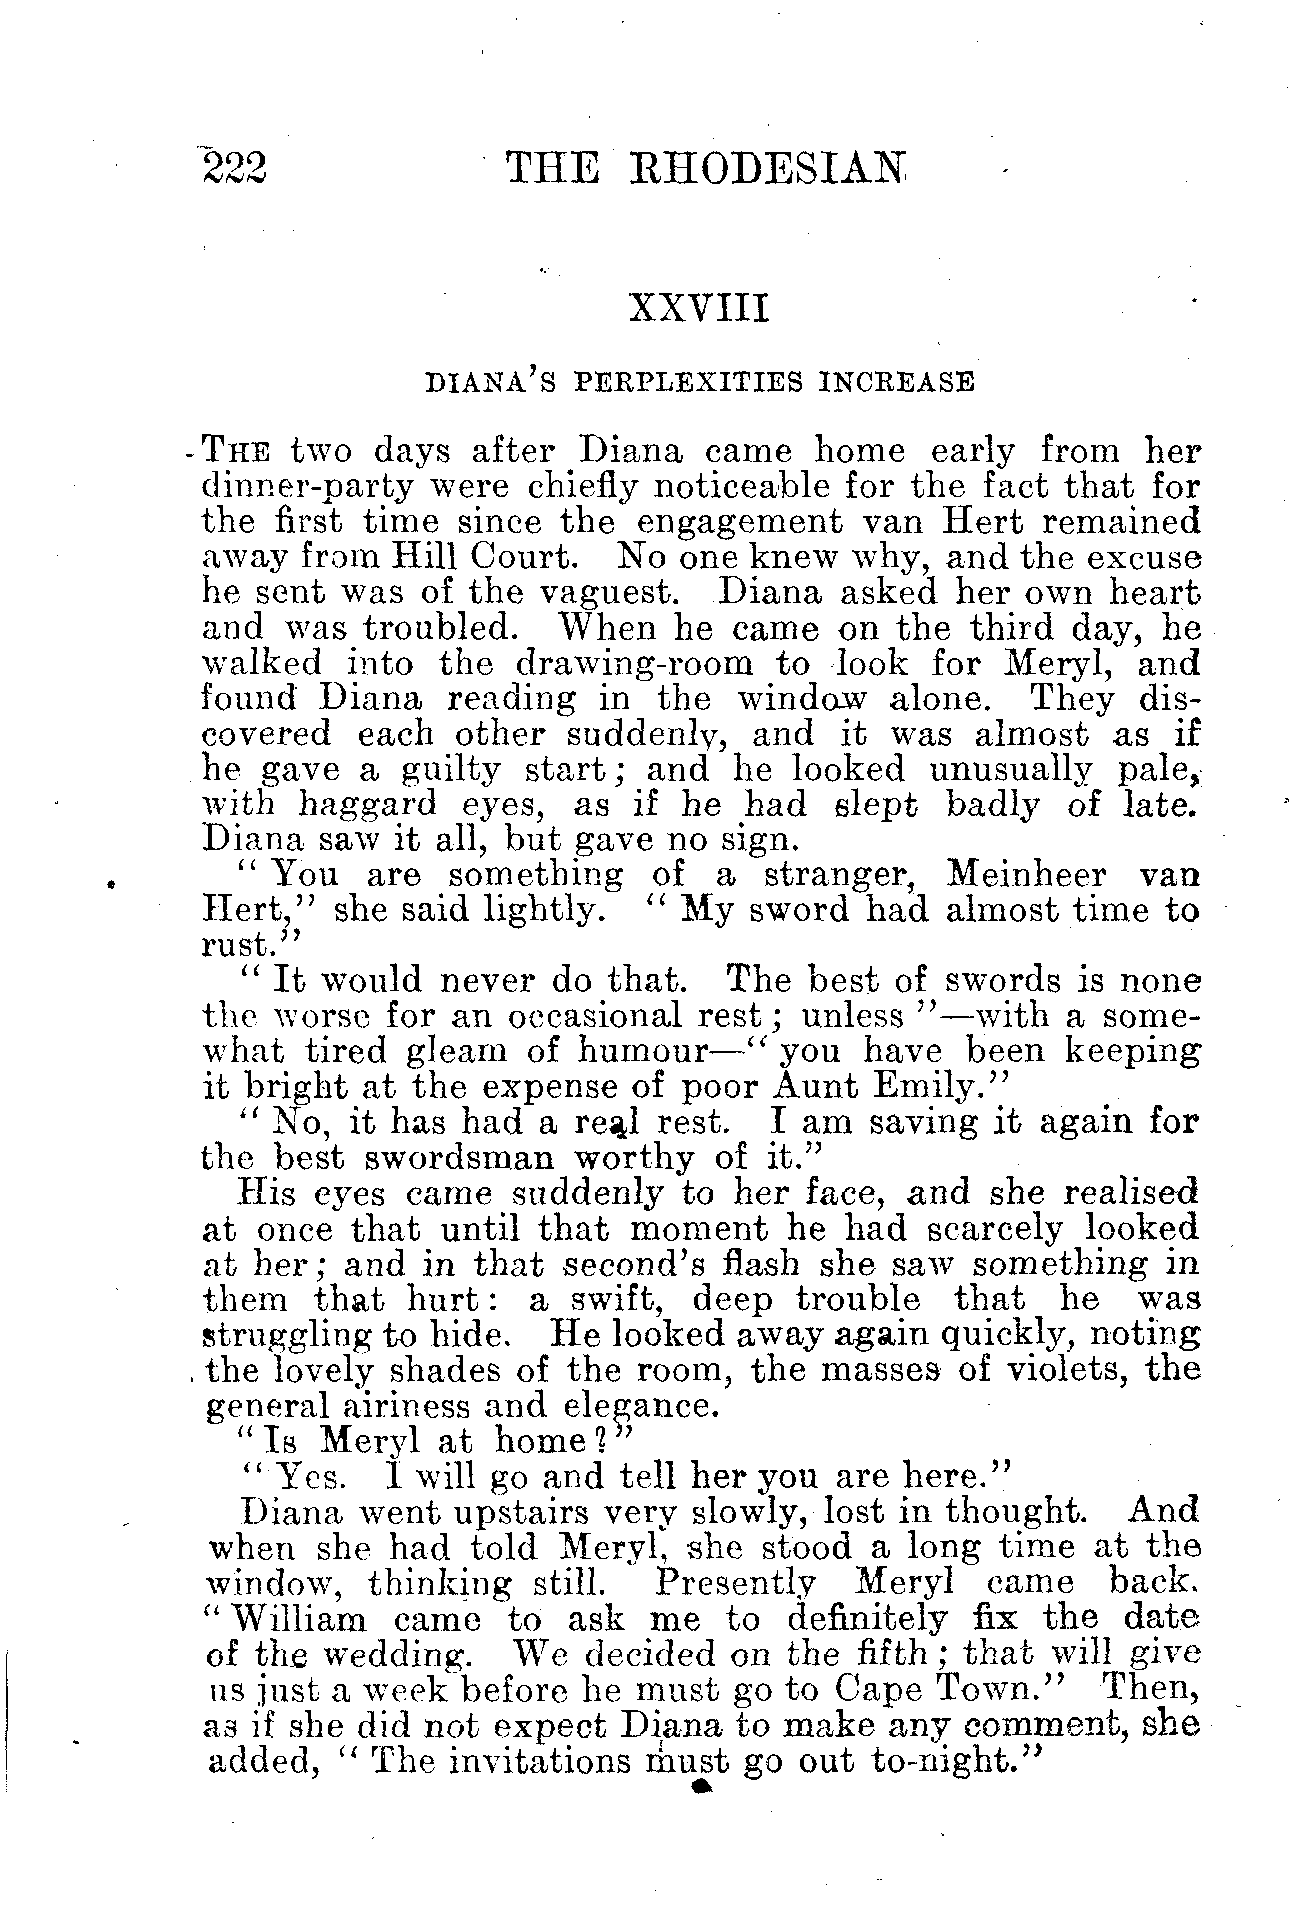 222 THE RHODESIAN
XXVIII
DIANA'S PERPLEXITIES INCREASE
THE two days after Diana came home early from her
dinner-party were chiefly noticeable for the fact that for
the first time since the engagement van Hert remained
away from Hill Court. No one knew why, and the excuse
he sent was of the vaguest. Diana asked her own heart
and was troubled. When he came on the third day, he
walked into the drawing-room to look for Meryl, and
found Diana reading in the window alone. They dis-
covered each other suddenly, and it was almost as if
he gave a guilty start; and he looked unusually pale,
with haggard eyes, as if he had slept badly of late.
Diana saw it all, but gave no sign.
"You are something of a stranger, Meinheer van
Hert," she said lightly. "My sword had almost time to
rust."
"It would never do that. The best of swords is none
the worse for an occasional rest; unless"—with a some-
what tired gleam of humour—"you have been keeping
it bright at the expense of poor Aunt Emily."
"No, it has had a real rest. I am saving it again for
the best swordsman worthy of it."
His eyes came suddenly to her face, and she realised
at once that until that moment he had scarcely looked
at her; and in that second's flash she saw something in
them that hurt: a swift, deep trouble that he was
struggling to hide. He looked away again quickly, noting
the lovely shades of the room, the masses of violets, the
general airiness and elegance.
"Is Meryl at home?"
"Yes. I will go and tell her you are here."
Diana went upstairs very slowly, lost in thought. And
when she had told Meryl, she stood a long time at the
window, thinking still. Presently Meryl came back.
"William came to ask me to definitely fix the date
of the wedding. We decided on the fifth; that will give
us just a week before he must go to Cape Town." Then,
as if she did not expect Diana to make any comment, she
added, "The invitations must go out to-night."